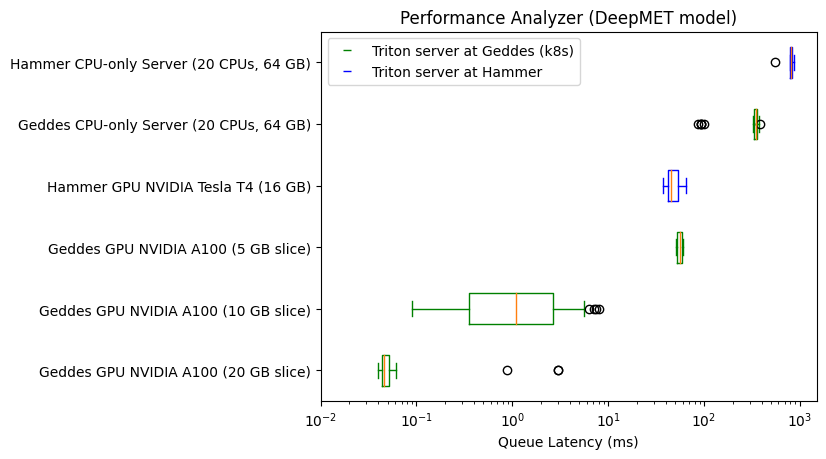 Performance Analyzer (DeepMET model)
Triton server at Geddes (k8s)
Triton server at Hammer
Hammer CPU-only Server (20 CPUs, 64 GB)
Geddes CPU-only Server (20 CPUs, 64 GB)
Hammer GPU NVIDIA Tesla T4 (16 GB)
Geddes GPU NVIDIA A100 (5 GB slice)
Geddes GPU NVIDIA A100 (10 GB slice)
Geddes GPU NVIDIA A100 (20 GB slice)
10⁻² 10⁻¹ 10⁰ 10¹ 10² 10³
Queue Latency (ms)